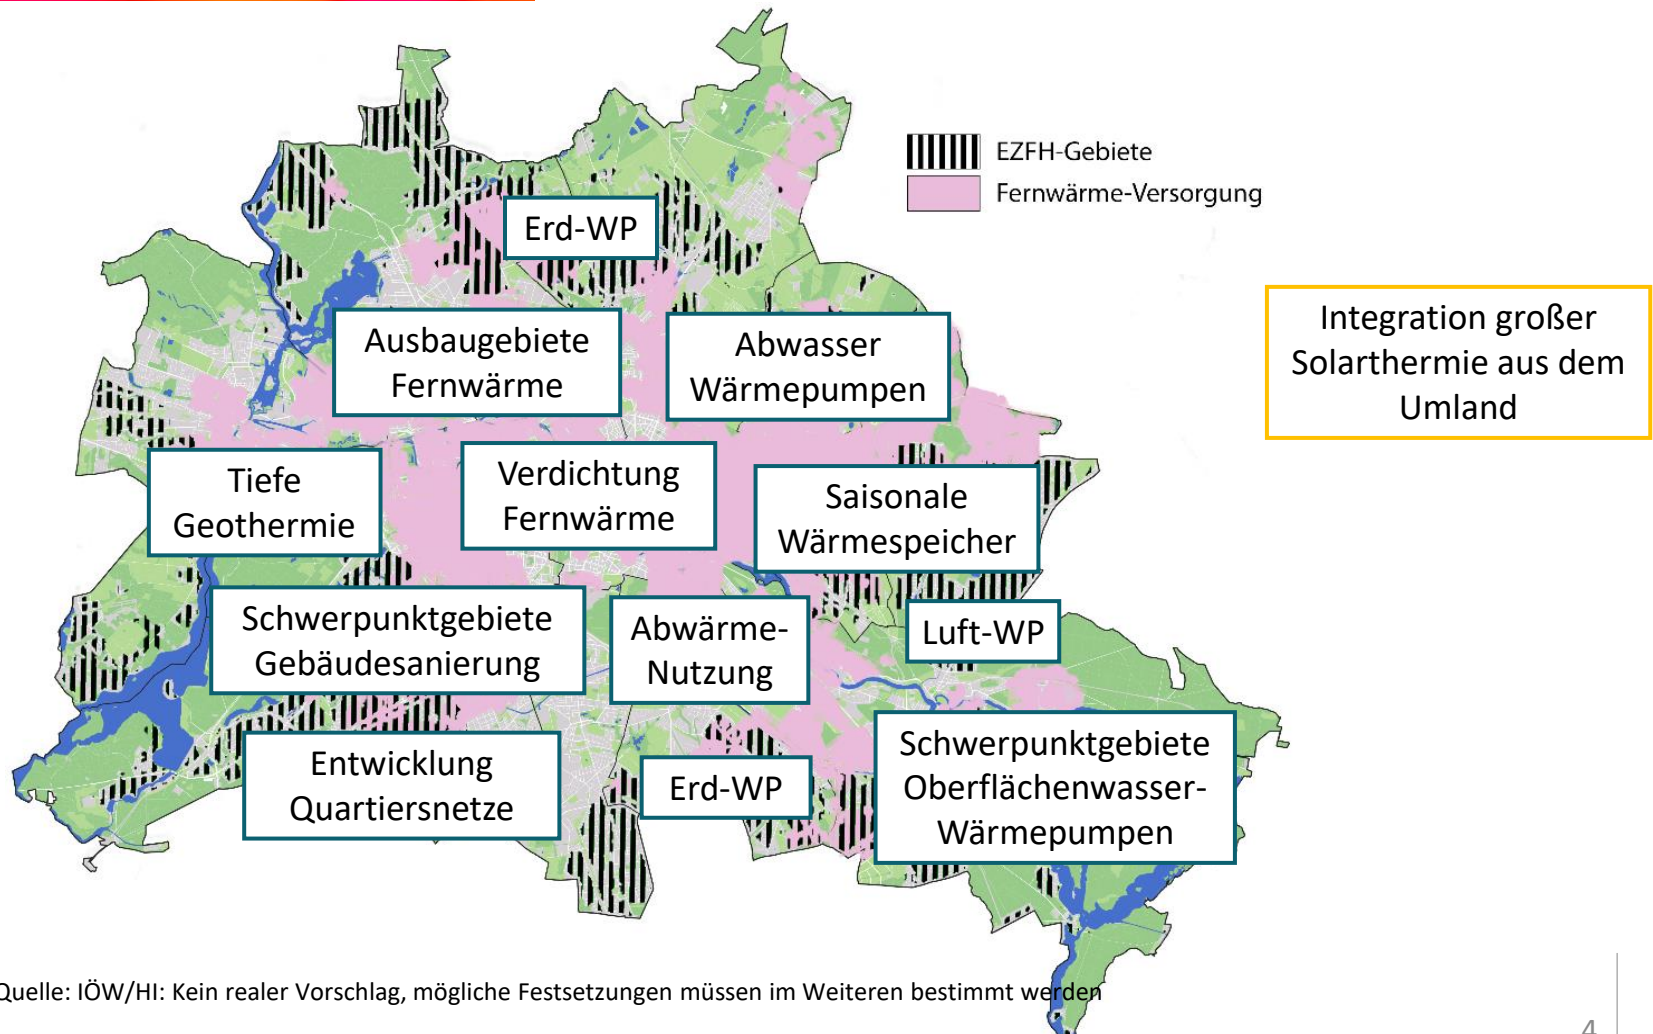 EZFH-Gebiete
Fernwärme-Versorgung
Erd-WP
Ausbaugebiete
Fernwärme
Abwasser
Wärmepumpen
Integration großer
Solarthermie aus dem
Umland
Tiefe
Geothermie
Verdichtung
Fernwärme
Saisonale
Wärmespeicher
Schwerpunktgebiete
Gebäudesanierung
Abwärme-
Nutzung
Luft-WP
Entwicklung
Quartiersnetze
Erd-WP
Schwerpunktgebiete
Oberflächenwasser-
Wärmepumpen
Quelle: IÖW/HI: Kein realer Vorschlag, mögliche Festsetzungen müssen im Weiteren bestimmt werden
4